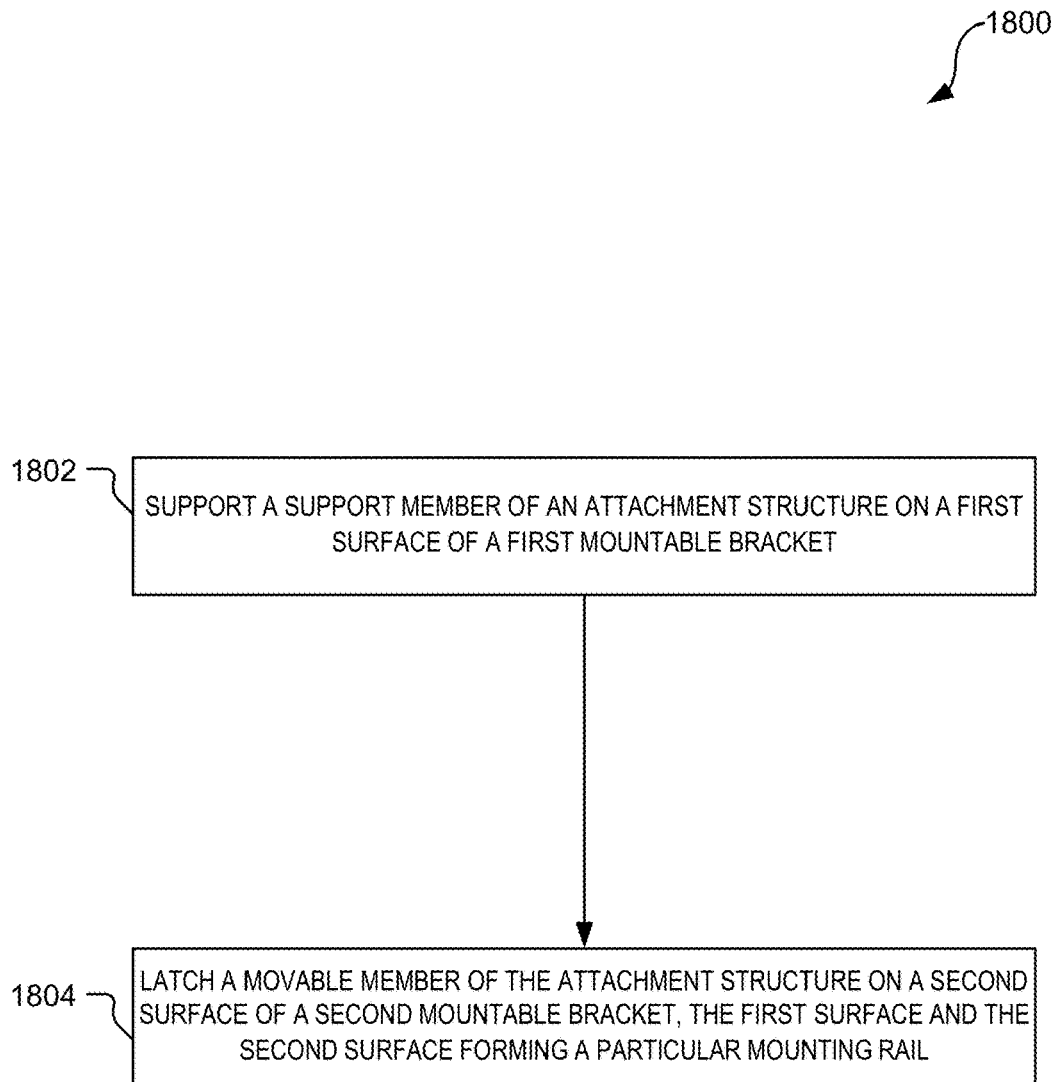 1800
1802
SUPPORT A SUPPORT MEMBER OF AN ATTACHMENT STRUCTURE ON A FIRST
SURFACE OF A FIRST MOUNTABLE BRACKET
1804
LATCH A MOVABLE MEMBER OF THE ATTACHMENT STRUCTURE ON A SECOND
SURFACE OF A SECOND MOUNTABLE BRACKET, THE FIRST SURFACE AND THE
SECOND SURFACE FORMING A PARTICULAR MOUNTING RAIL